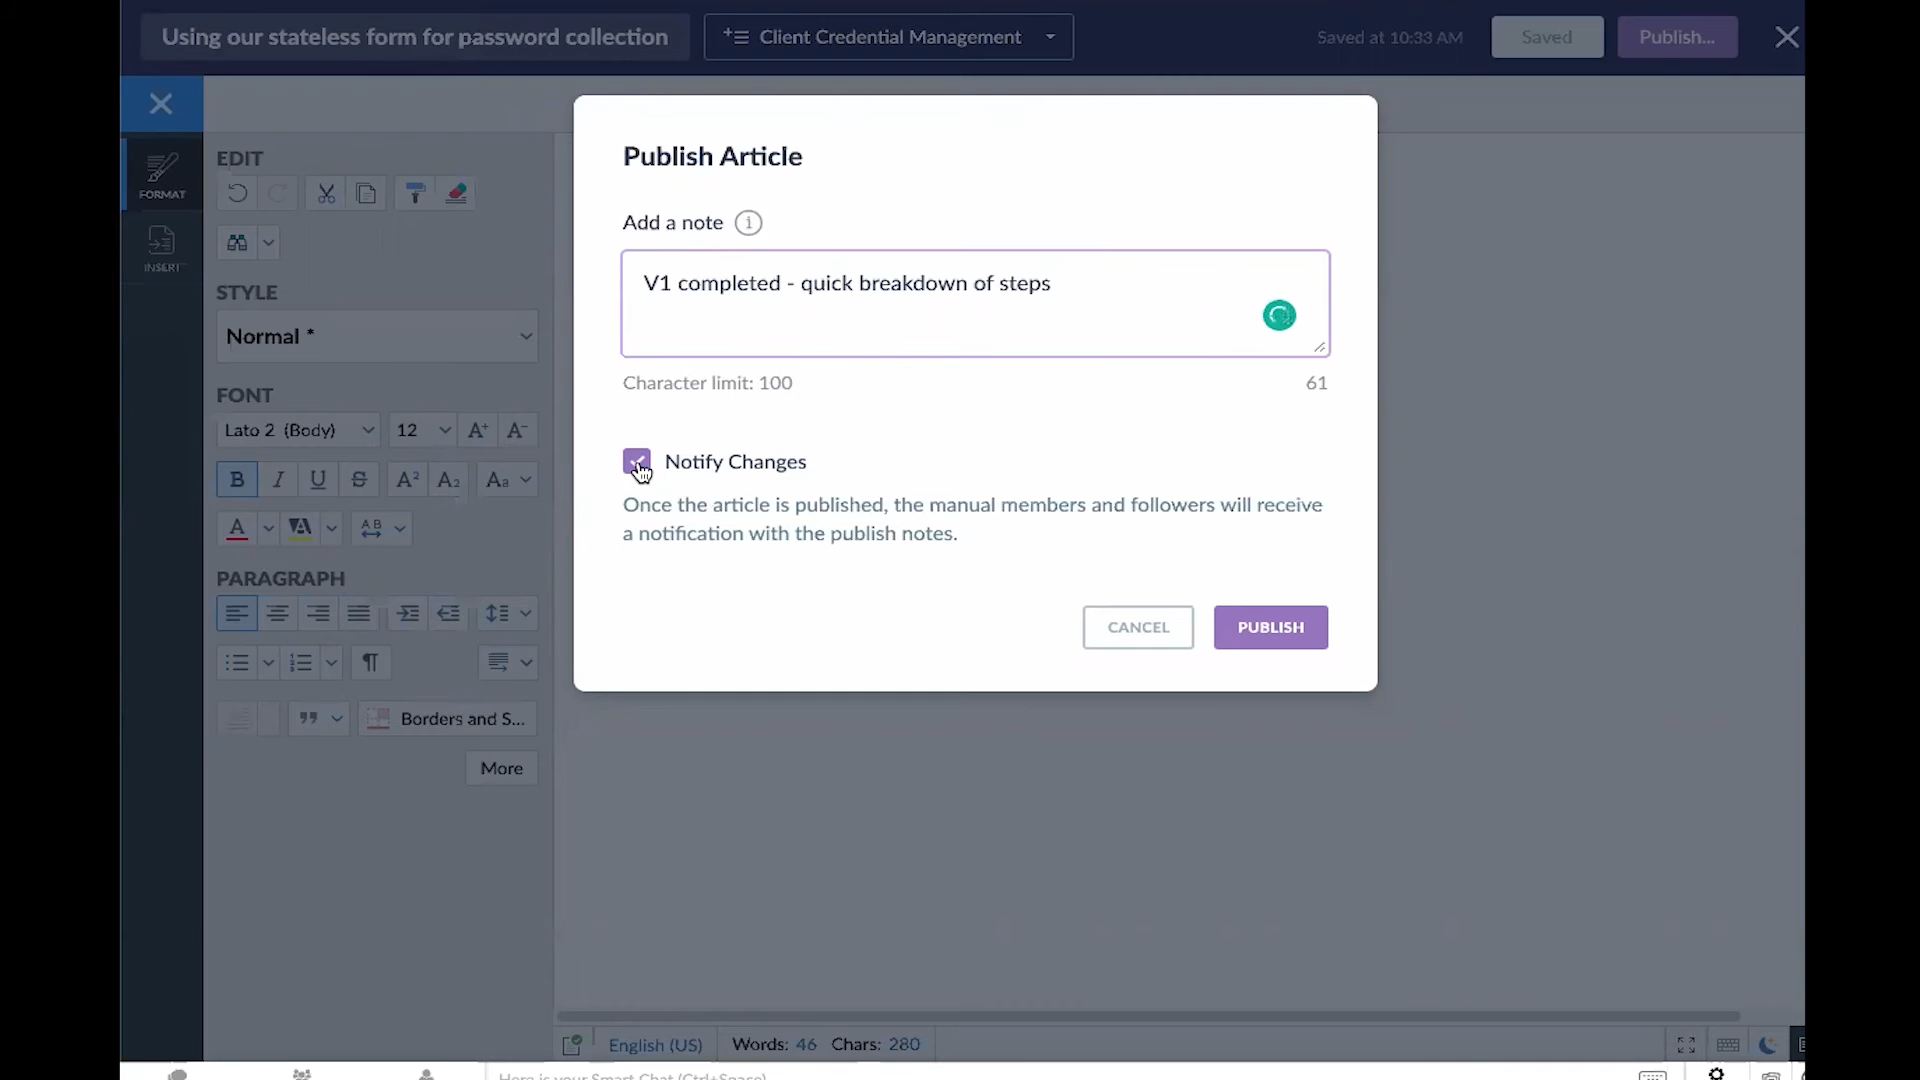 Using our stateless form for password collection
Client Credential Management
Saved at 10:33 AM
Saved
Publish...
FORMAT
INSERT
EDIT
STYLE
Normal *
FONT
Lato 2 (Body)
12
PARAGRAPH
Borders and S...
More
Publish Article
Add a note
V1 completed - quick breakdown of steps
Character limit: 100
61
Notify Changes
Once the article is published, the manual members and followers will receive
a notification with the publish notes.
CANCEL
PUBLISH
English (US)
Words: 46 Chars: 280
Here is your Smart Chat (Ctrl+Space)